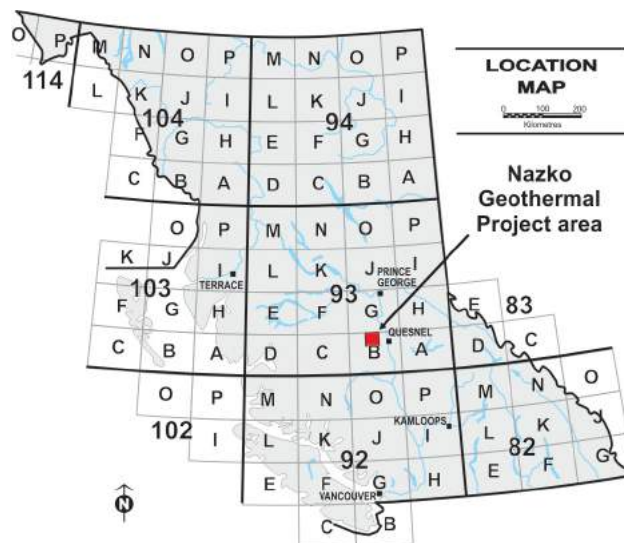 O P M N O P M N O P
114 L K J I L K J I
104 94
F G H E F G H
C B A D C B A
LOCATION
MAP
0 100 200
Kilometres
Nazko
Geothermal
Project area
O P M N O P
K J I L K J I
TERRACE
PRINCE
GEORGE
103 93 83
F G H E F G H E
QUESNEL
C B A D C B A D C
O P M N O P M N O
102
KAMLOOPS
I L K J I L K J
92 82
E F G H E F G
VANCOUVER
C B
N